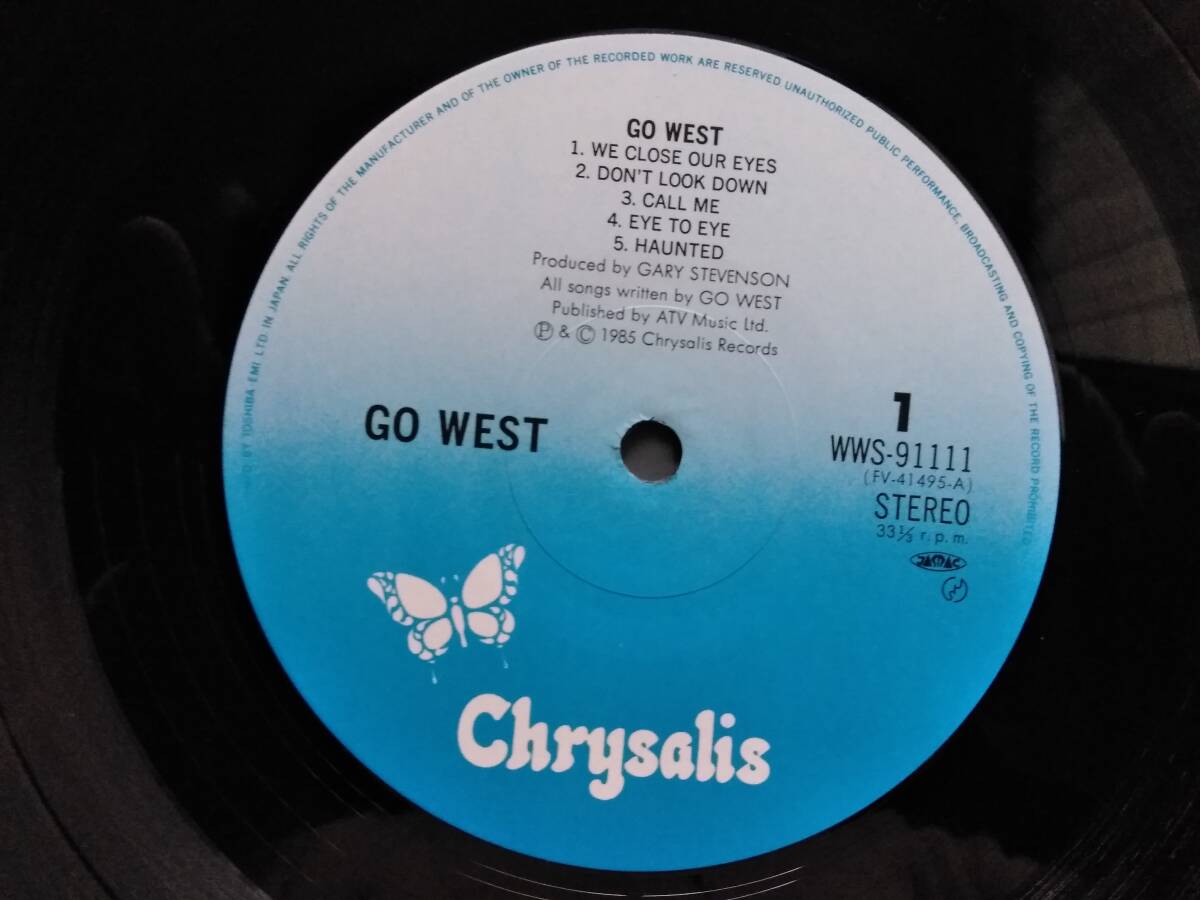 MFD BY TOSHIBA-EMI LTD. IN JAPAN. ALL RIGHTS OF THE MANUFACTURER AND OF THE OWNER OF THE RECORDED WORK ARE RESERVED UNAUTHORIZED PUBLIC PERFORMANCE, BROADCASTING AND COPYING OF THE RECORD PROHIBITED
GO WEST
1. WE CLOSE OUR EYES
2. DON'T LOOK DOWN
3. CALL ME
4. EYE TO EYE
5. HAUNTED
Produced by GARY STEVENSON
All songs written by GO WEST
Published by ATV Music Ltd.
Ⓟ & © 1985 Chrysalis Records
GO WEST
1
WWS-91111
(FV-41495-A)
STEREO
33⅓ r.p.m.
JASRAC
Chrysalis